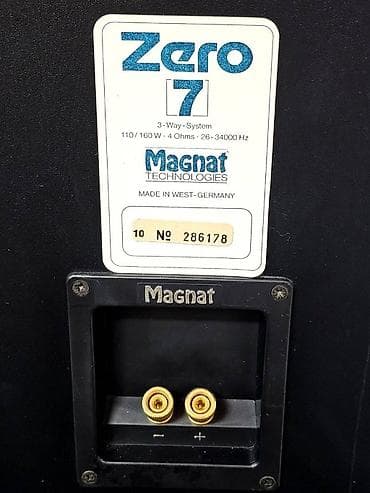 Zero
7
3-Way-System
110/160 W - 4 Ohms - 26-34000 Hz
Magnat
TECHNOLOGIES
MADE IN WEST-GERMANY
10 No 286178
Magnat
- +